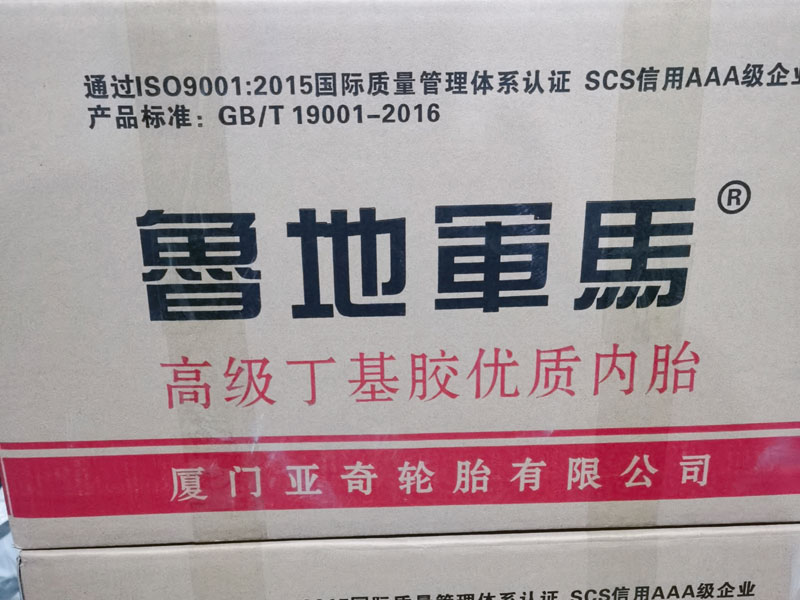 通过ISO9001:2015国际质量管理体系认证 SCS信用AAA级企业
产品标准：GB/T 19001-2016
魯地軍馬®
高级丁基胶优质内胎
厦门亚奇轮胎有限公司
国际质量管理体系认证 SCS信用AAA级企业